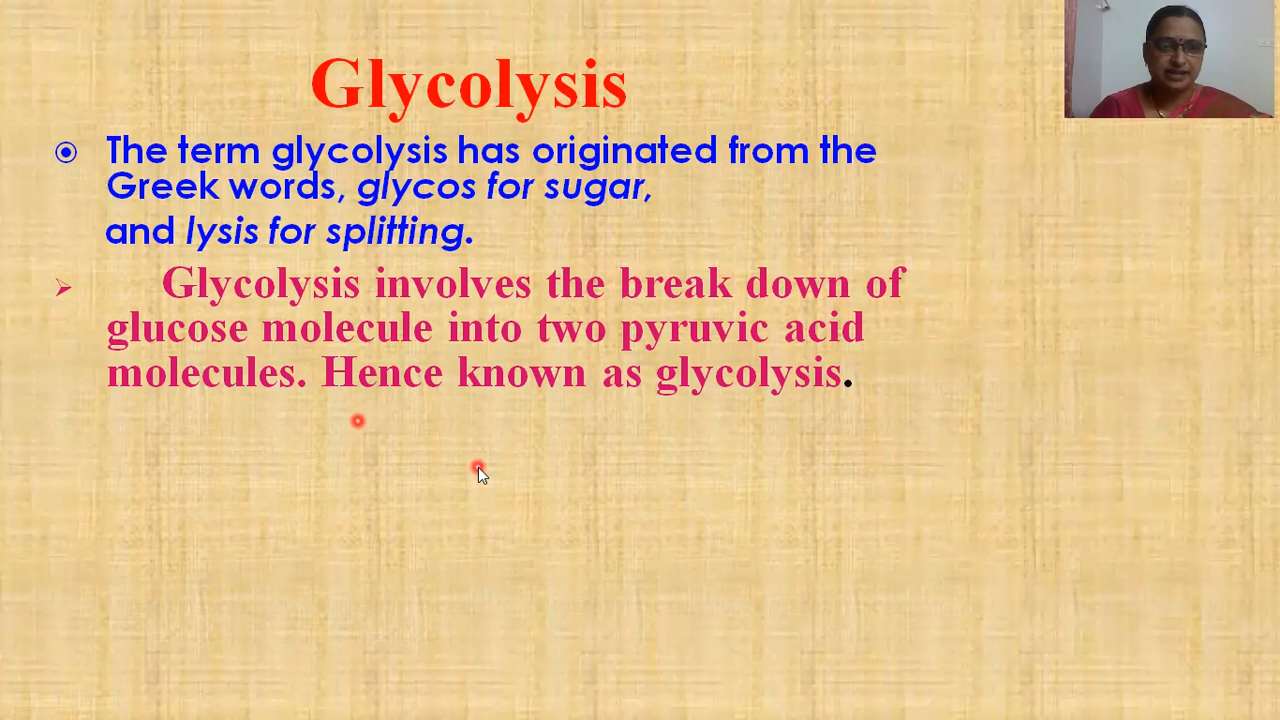 Glycolysis
The term glycolysis has originated from the
Greek words, glycos for sugar,
and lysis for splitting.
Glycolysis involves the break down of
glucose molecule into two pyruvic acid
molecules. Hence known as glycolysis.